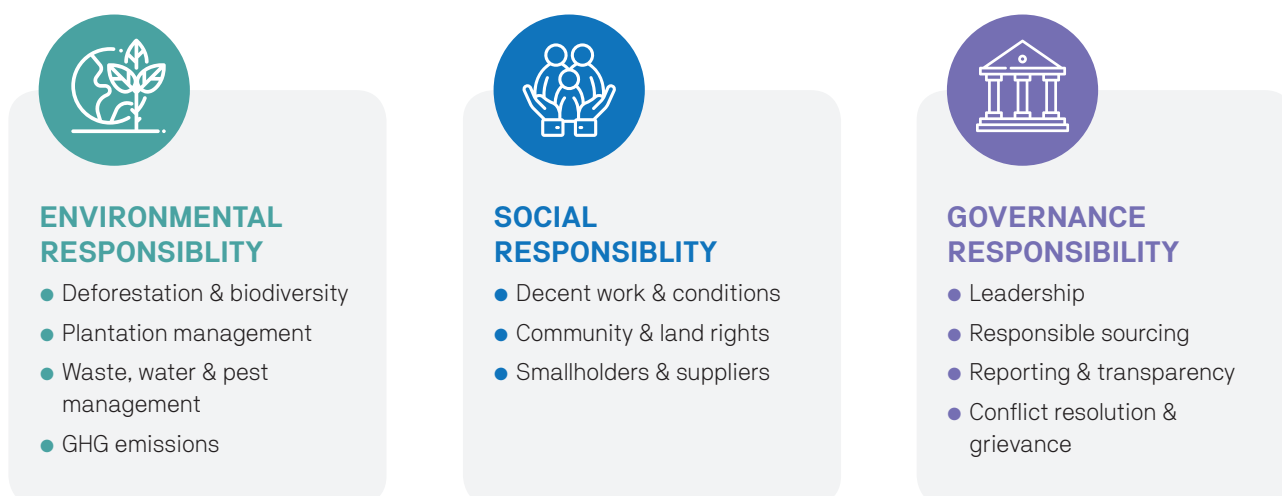 ENVIRONMENTAL
RESPONSIBLITY
● Deforestation & biodiversity
● Plantation management
● Waste, water & pest
management
● GHG emissions
SOCIAL
RESPONSIBLITY
● Decent work & conditions
● Community & land rights
● Smallholders & suppliers
GOVERNANCE
RESPONSIBILITY
● Leadership
● Responsible sourcing
● Reporting & transparency
● Conflict resolution &
grievance